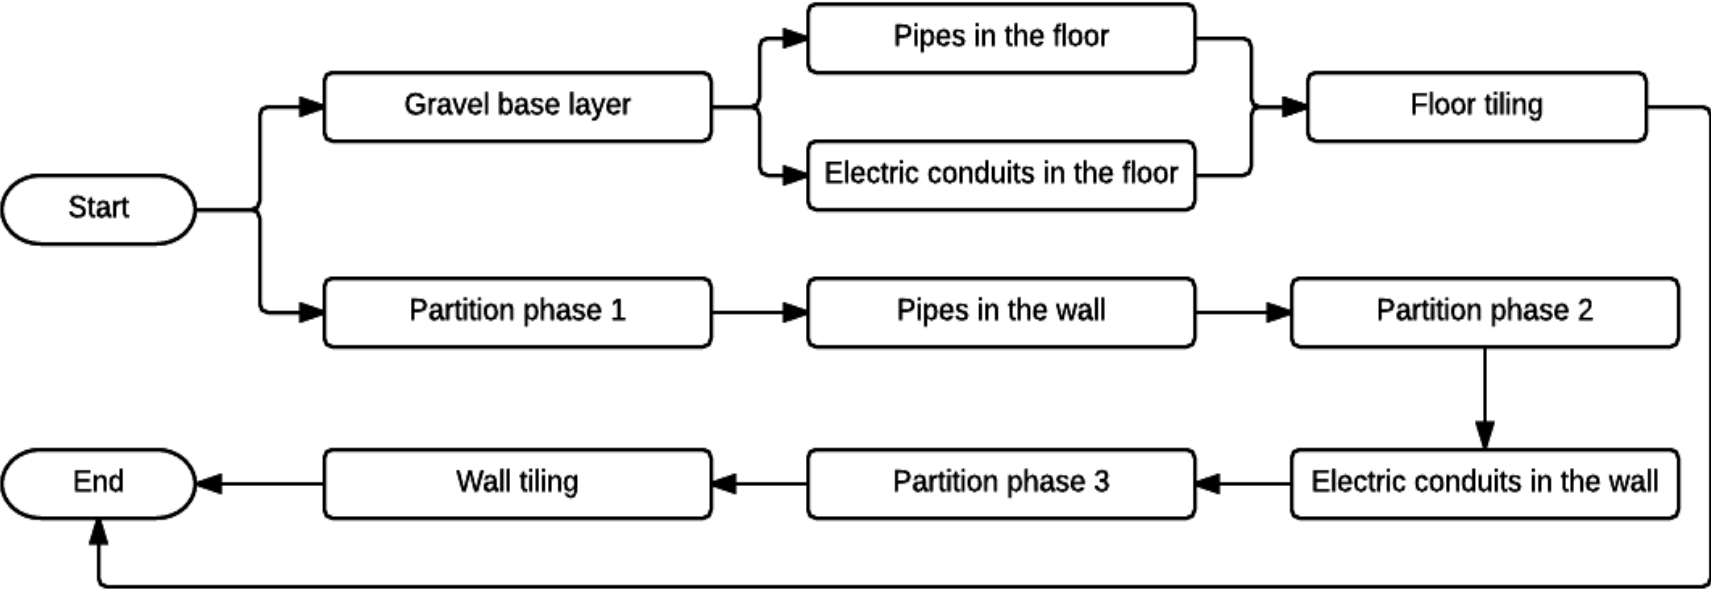 Pipes in the floor
Gravel base layer
Floor tiling
Electric conduits in the floor
Start
Partition phase 1
Pipes in the wall
Partition phase 2
End
Wall tiling
Partition phase 3
Electric conduits in the wall